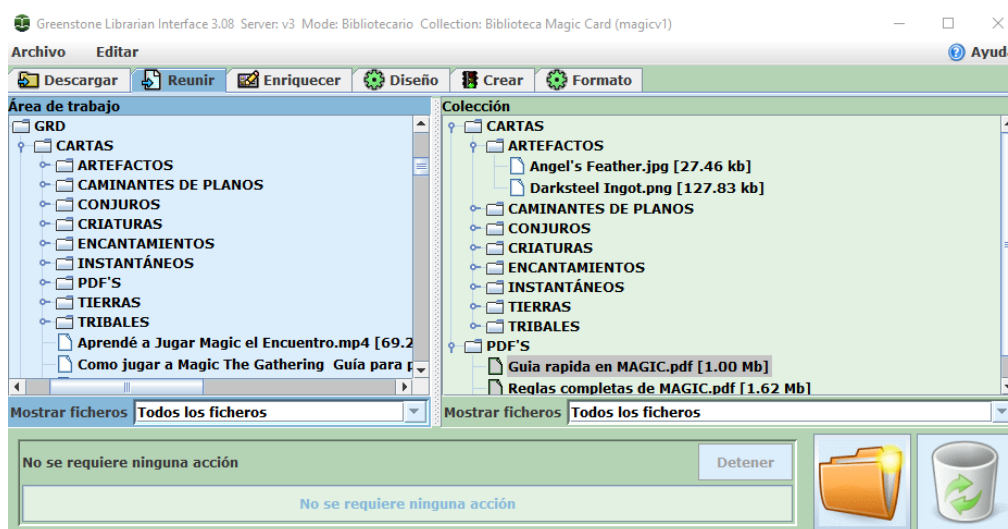 Greenstone Librarian Interface 3.08 Server: v3 Mode: Bibliotecario Collection: Biblioteca Magic Card (magicv1)
Archivo Editar Ayud
Descargar Reunir Enriquecer Diseño Crear Formato
Área de trabajo
GRD
CARTAS
ARTEFACTOS
CAMINANTES DE PLANOS
CONJUROS
CRIATURAS
ENCANTAMIENTOS
INSTANTÁNEOS
PDF'S
TIERRAS
TRIBALES
Aprendé a Jugar Magic el Encuentro.mp4 [69.2
Como jugar a Magic The Gathering Guía para p
Mostrar ficheros Todos los ficheros
Colección
CARTAS
ARTEFACTOS
Angel's Feather.jpg [27.46 kb]
Darksteel Ingot.png [127.83 kb]
CAMINANTES DE PLANOS
CONJUROS
CRIATURAS
ENCANTAMIENTOS
INSTANTÁNEOS
TIERRAS
TRIBALES
PDF'S
Guia rapida en MAGIC.pdf [1.00 Mb]
Reglas completas de MAGIC.pdf [1.62 Mb]
Mostrar ficheros Todos los ficheros
No se requiere ninguna acción Detener
No se requiere ninguna acción